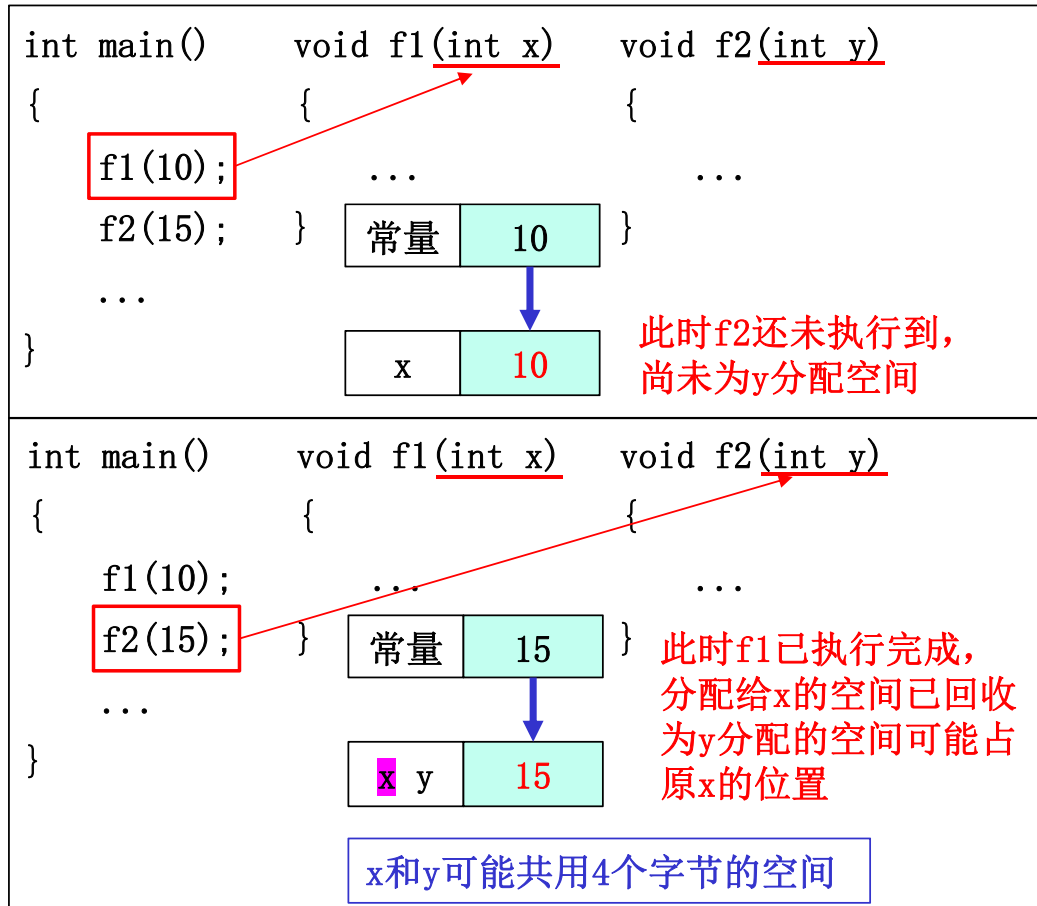 int main() void f1(int x) void f2(int y)
{ { {
f1(10); ... ...
f2(15); } 常量 10 }
...
} x 10
此时f2还未执行到，
尚未为y分配空间
int main() void f1(int x) void f2(int y)
{ { {
f1(10); ... ...
f2(15); } 常量 15 }
...
} x y 15
此时f1已执行完成，
分配给x的空间已回收
为y分配的空间可能占
原x的位置
x和y可能共用4个字节的空间